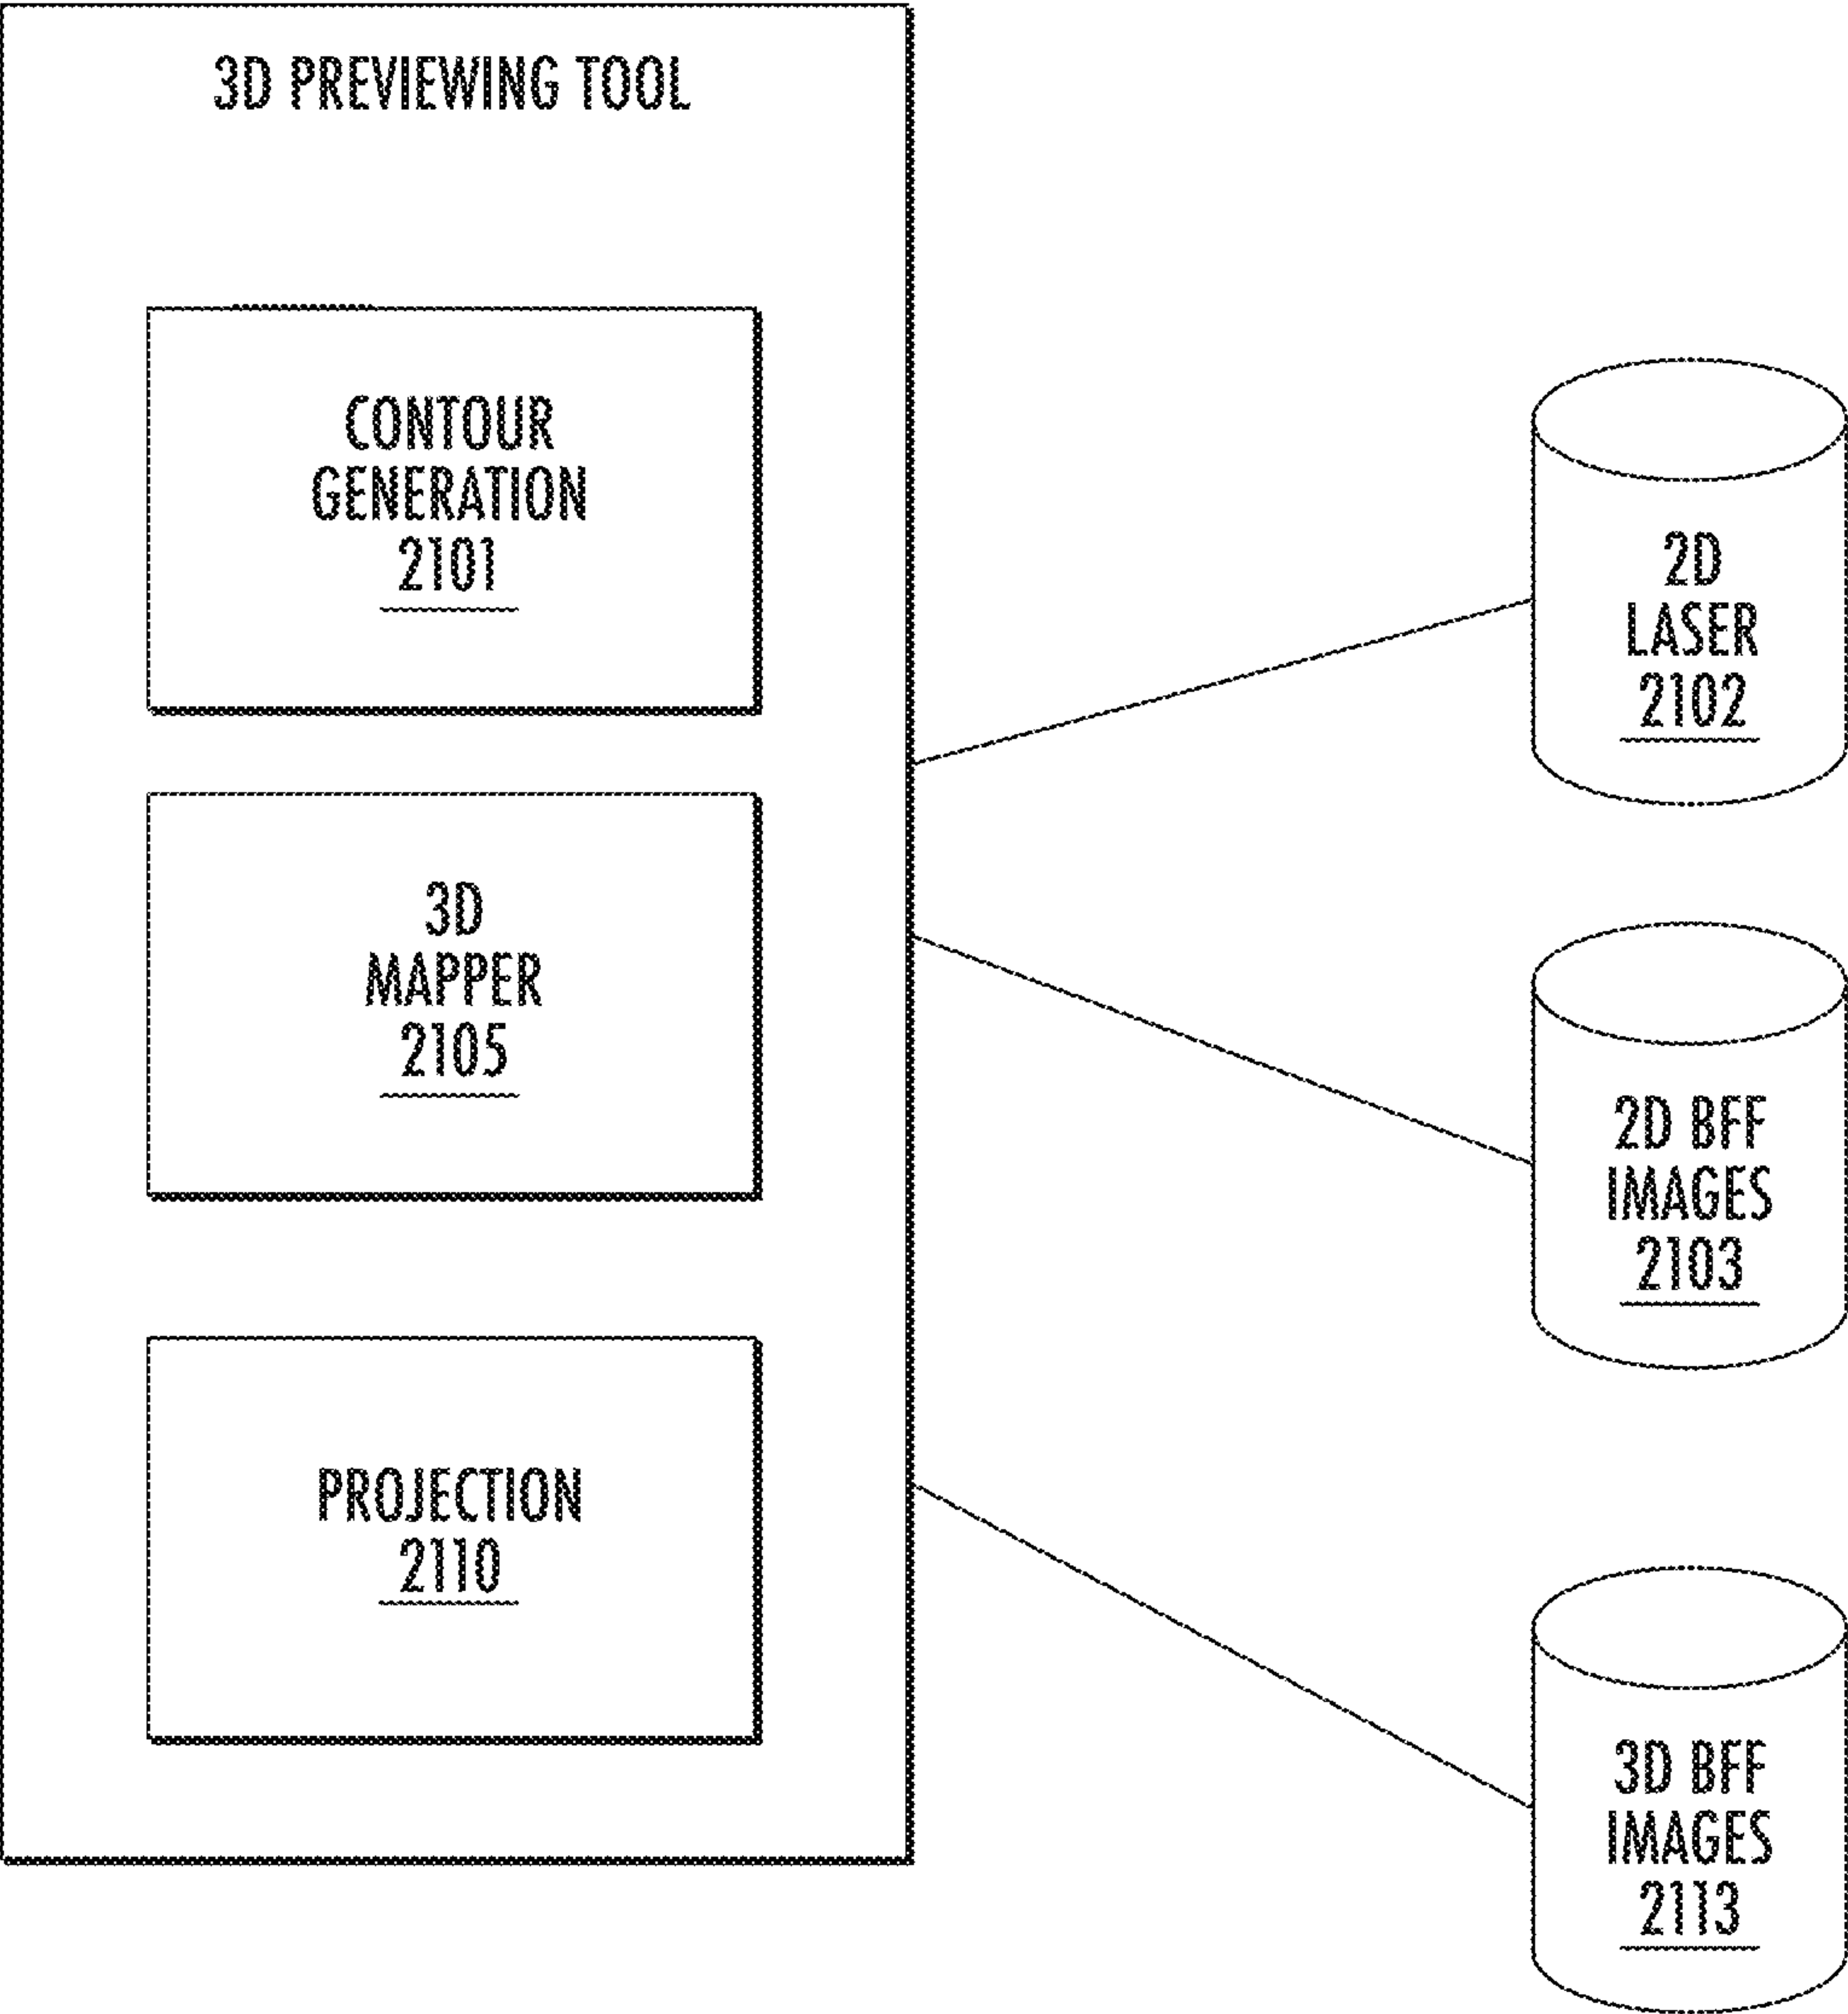 3D PREVIEWING TOOL
CONTOUR
GENERATION
2101
3D
MAPPER
2105
PROJECTION
2110
2D
LASER
2102
2D BFF
IMAGES
2103
3D BFF
IMAGES
2113